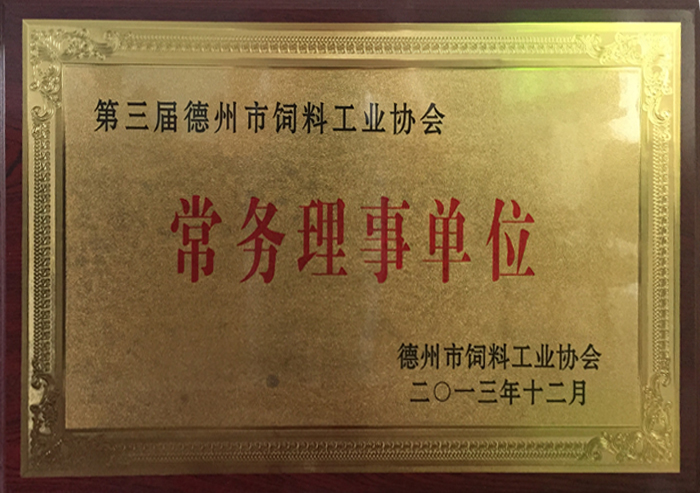 第三届德州市饲料工业协会
常务理事单位
德州市饲料工业协会
二〇一三年十二月